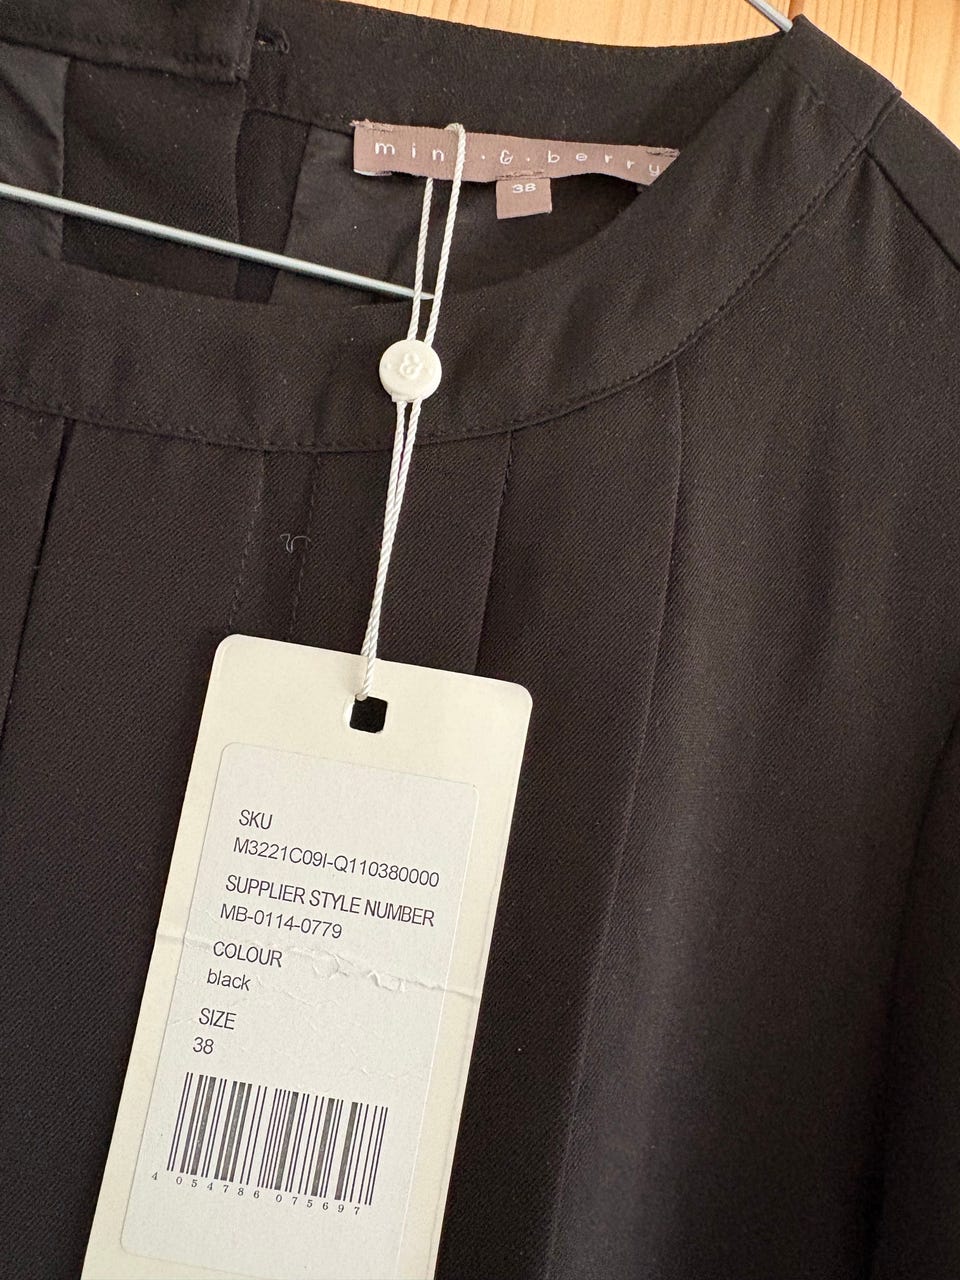 mint.&.berry
38
&
SKU
M3221C09I-Q110380000
SUPPLIER STYLE NUMBER
MB-0114-0779
COLOUR
black
SIZE
38
4 054786 075697